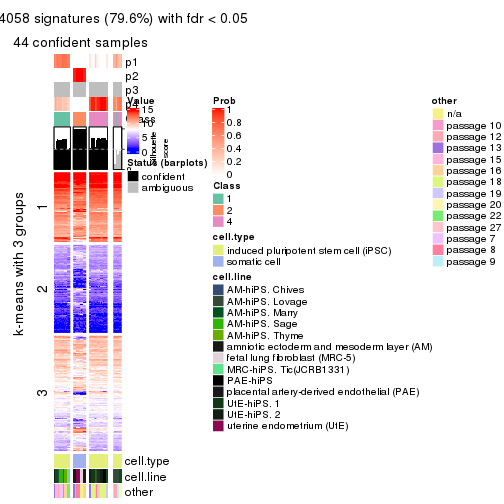 4058 signatures (79.6%) with fdr < 0.05
44 confident samples
p1
p2
p3
p4
Class
Silhouette
score
1
2
3
k-means with 3 groups
cell.type
cell.line
other
Value
15
10
5
0
Status (barplots)
confident
ambiguous
Prob
1
0.8
0.6
0.4
0.2
0
Class
1
2
4
cell.type
induced pluripotent stem cell (iPSC)
somatic cell
cell.line
AM-hiPS. Chives
AM-hiPS. Lovage
AM-hiPS. Marry
AM-hiPS. Sage
AM-hiPS. Thyme
amniotic ectoderm and mesoderm layer (AM)
fetal lung fibroblast (MRC-5)
MRC-hiPS. Tic(JCRB1331)
PAE-hiPS
placental artery-derived endothelial (PAE)
UtE-hiPS. 1
UtE-hiPS. 2
uterine endometrium (UtE)
other
n/a
passage 10
passage 12
passage 13
passage 15
passage 16
passage 18
passage 19
passage 20
passage 22
passage 27
passage 7
passage 8
passage 9